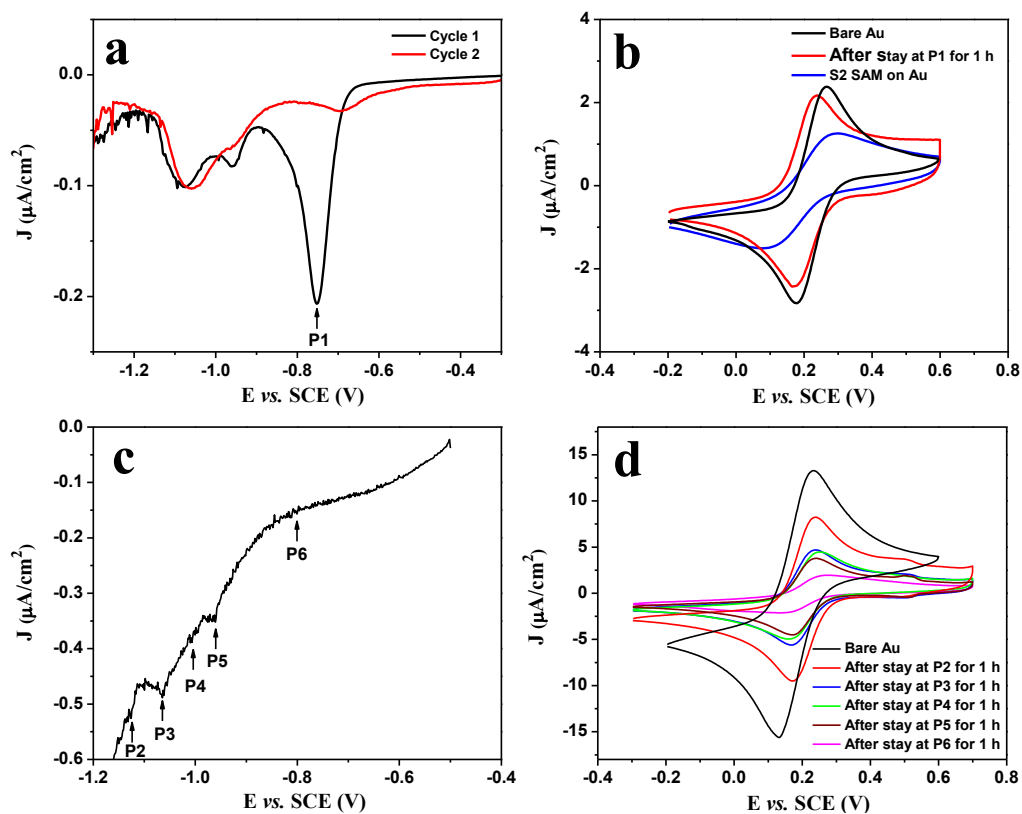 a
Cycle 1
Cycle 2
0.0
-0.1
-0.2
J (µA/cm²)
P1
-1.2 -1.0 -0.8 -0.6 -0.4
E vs. SCE (V)
b
Bare Au
After stay at P1 for 1 h
S2 SAM on Au
4
2
0
-2
-4
J (µA/cm²)
-0.4 -0.2 0.0 0.2 0.4 0.6 0.8
E vs. SCE (V)
c
0.0
-0.1
-0.2
-0.3
-0.4
-0.5
-0.6
J (µA/cm²)
P6
P5
P4
P3
P2
-1.2 -1.0 -0.8 -0.6 -0.4
E vs. SCE (V)
d
15
10
5
0
-5
-10
-15
J (µA/cm²)
Bare Au
After stay at P2 for 1 h
After stay at P3 for 1 h
After stay at P4 for 1 h
After stay at P5 for 1 h
After stay at P6 for 1 h
-0.4 0.0 0.4 0.8
E vs. SCE (V)